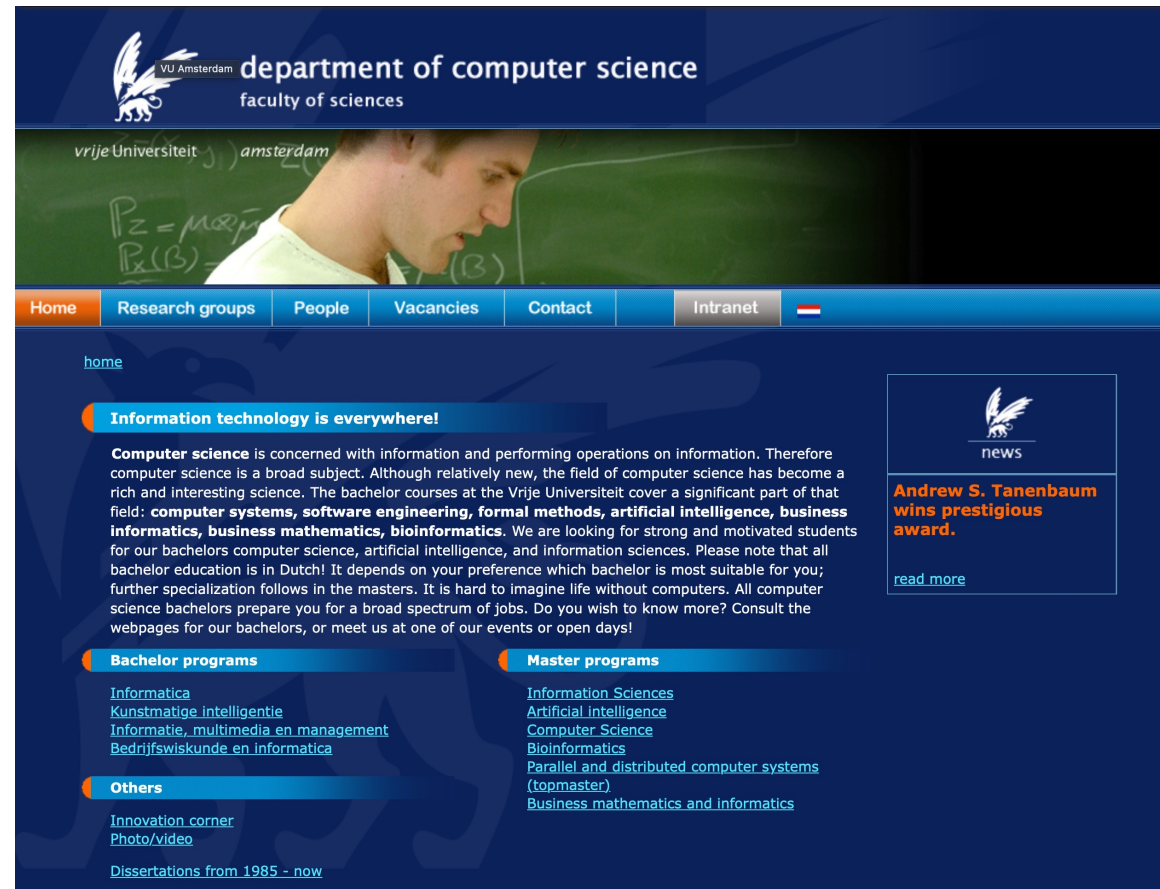 VU Amsterdam
department of computer science
faculty of sciences
vrije Universiteit amsterdam
Home Research groups People Vacancies Contact Intranet
home
Information technology is everywhere!
Computer science is concerned with information and performing operations on information. Therefore
computer science is a broad subject. Although relatively new, the field of computer science has become a
rich and interesting science. The bachelor courses at the Vrije Universiteit cover a significant part of that
field: computer systems, software engineering, formal methods, artificial intelligence, business
informatics, business mathematics, bioinformatics. We are looking for strong and motivated students
for our bachelors computer science, artificial intelligence, and information sciences. Please note that all
bachelor education is in Dutch! It depends on your preference which bachelor is most suitable for you;
further specialization follows in the masters. It is hard to imagine life without computers. All computer
science bachelors prepare you for a broad spectrum of jobs. Do you wish to know more? Consult the
webpages for our bachelors, or meet us at one of our events or open days!
Bachelor programs
Informatica
Kunstmatige intelligentie
Informatie, multimedia en management
Bedrijfswiskunde en informatica
Others
Innovation corner
Photo/video
Dissertations from 1985 - now
Master programs
Information Sciences
Artificial intelligence
Computer Science
Bioinformatics
Parallel and distributed computer systems
(topmaster)
Business mathematics and informatics
news
Andrew S. Tanenbaum
wins prestigious
award.
read more